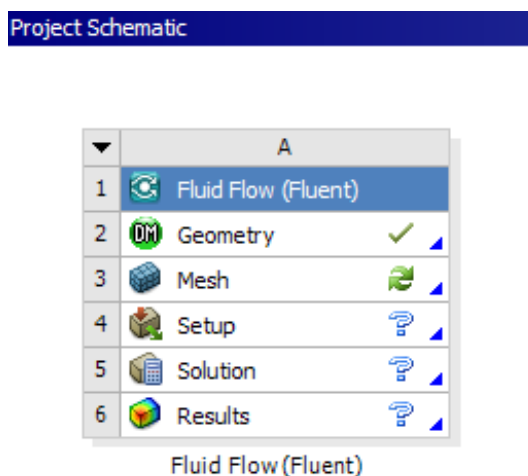 Project Schematic
A
1 Fluid Flow (Fluent)
2 DM Geometry
3 Mesh
4 Setup ?
5 Solution ?
6 Results ?
Fluid Flow (Fluent)